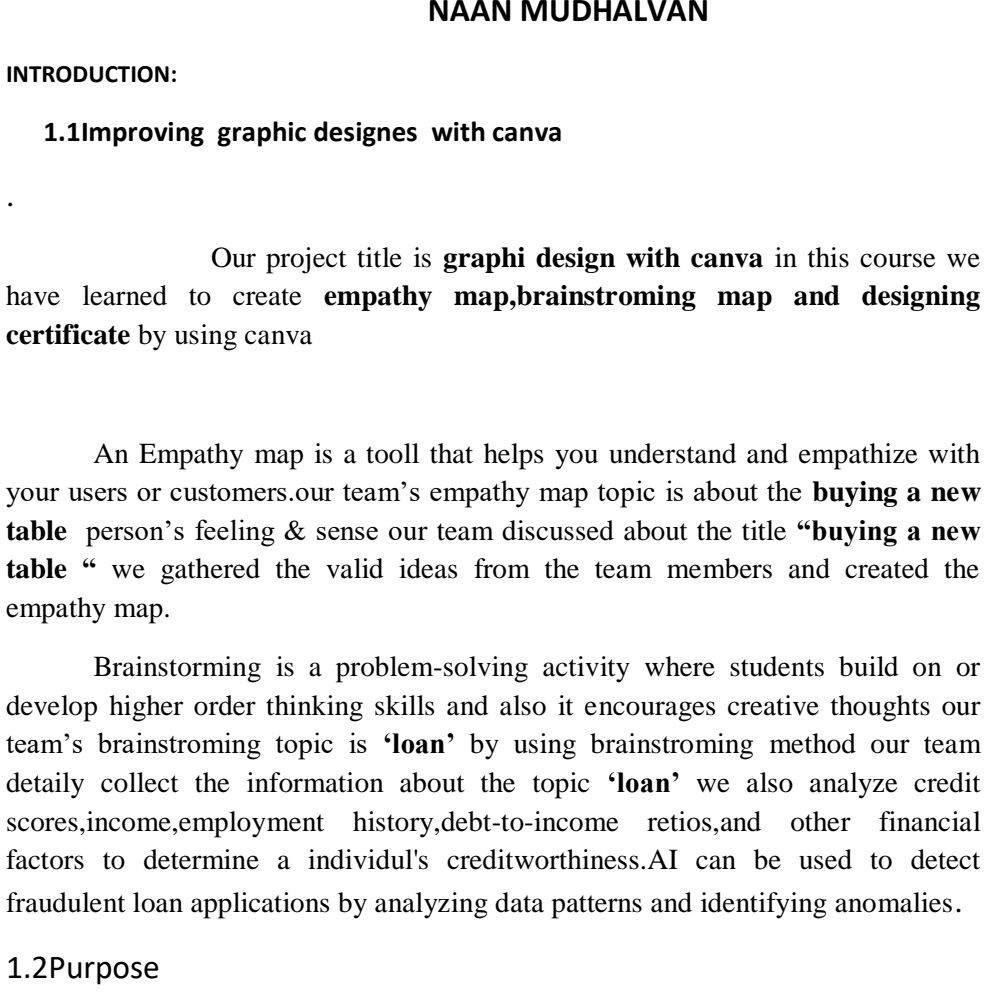 NAAN MUDHALVAN
INTRODUCTION:
1.1Improving graphic designes with canva
.
Our project title is graphi design with canva in this course we
have learned to create empathy map,brainstroming map and designing
certificate by using canva
An Empathy map is a tooll that helps you understand and empathize with
your users or customers.our team's empathy map topic is about the buying a new
table person's feeling & sense our team discussed about the title “buying a new
table “ we gathered the valid ideas from the team members and created the
empathy map.
Brainstorming is a problem-solving activity where students build on or
develop higher order thinking skills and also it encourages creative thoughts our
team's brainstroming topic is ‘loan’ by using brainstroming method our team
detaily collect the information about the topic ‘loan’ we also analyze credit
scores,income,employment history,debt-to-income retios,and other financial
factors to determine a individul's creditworthiness.AI can be used to detect
fraudulent loan applications by analyzing data patterns and identifying anomalies.
1.2Purpose